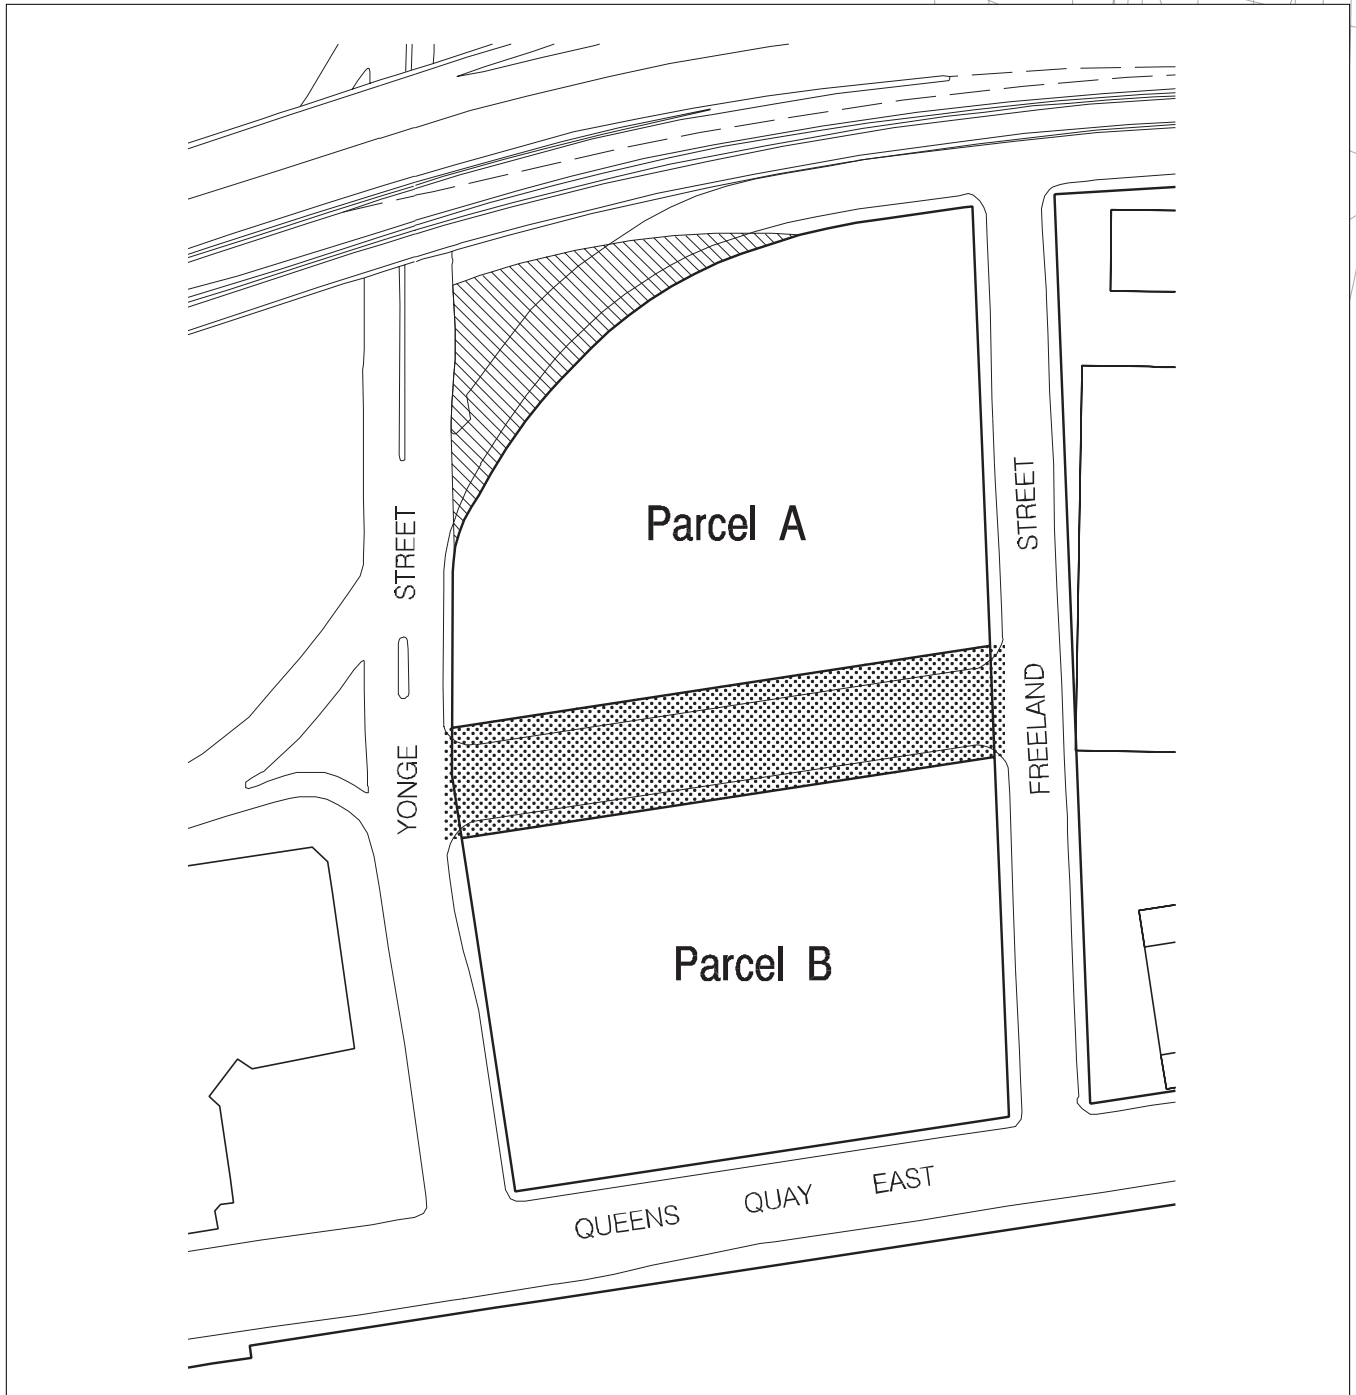 Parcel A
YONGE STREET
FREELAND STREET
Parcel B
QUEENS QUAY EAST